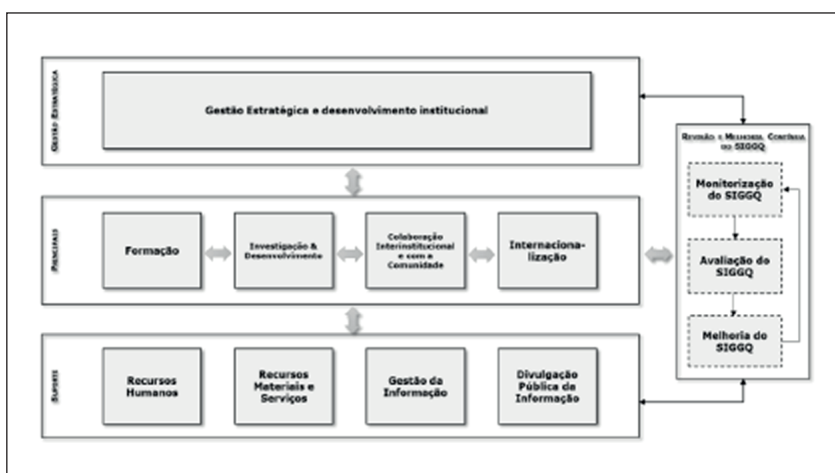 GESTÃO ESTRATÉGICA
Gestão Estratégica e desenvolvimento institucional
PRINCIPAIS
Formação
Investigação &
Desenvolvimento
Colaboração
Interinstitucional
e com a
Comunidade
Internaciona-
lização
SUPORTE
Recursos
Humanos
Recursos
Materiais e
Serviços
Gestão da
Informação
Divulgação
Pública da
Informação
REVISÃO E MELHORIA CONTÍNUA
DO SIGGQ
Monitorização
do SIGGQ
Avaliação do
SIGGQ
Melhoria do
SIGGQ